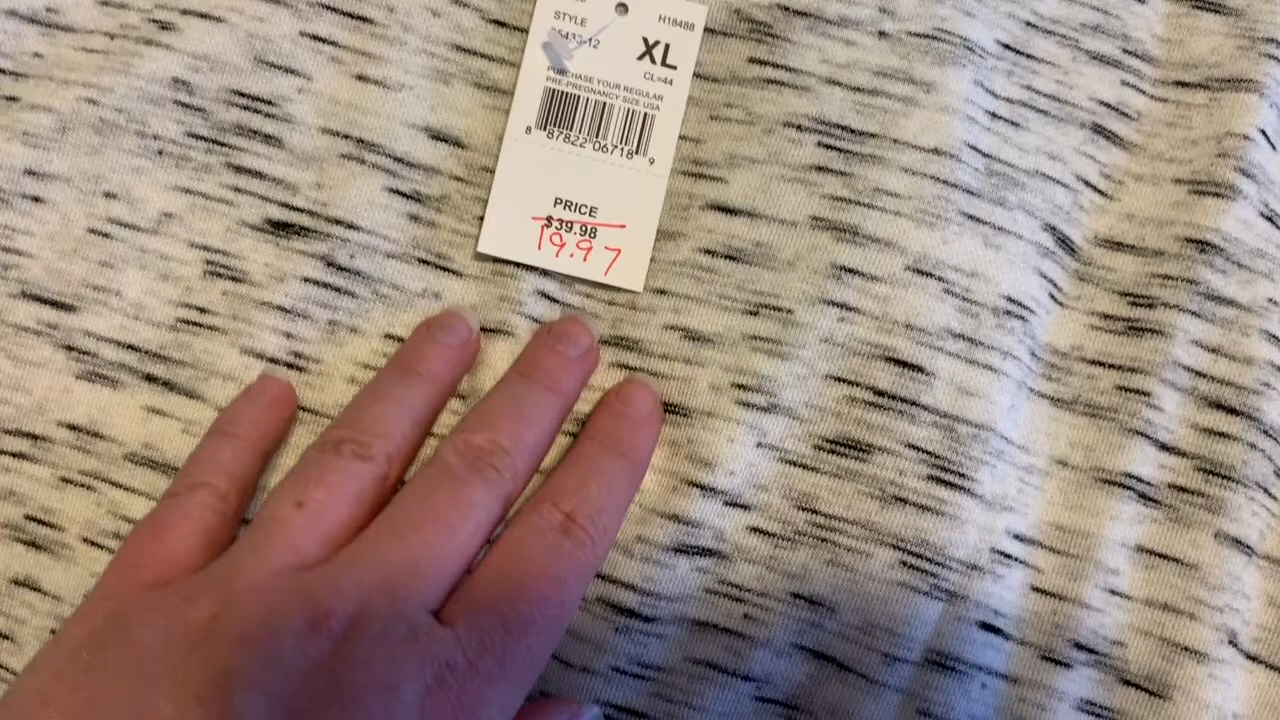 STYLE
H18488
XL
CL=44
PURCHASE YOUR REGULAR
PRE-PREGNANCY SIZE USA
8 87822 06718 9
PRICE
$39.98
19.97